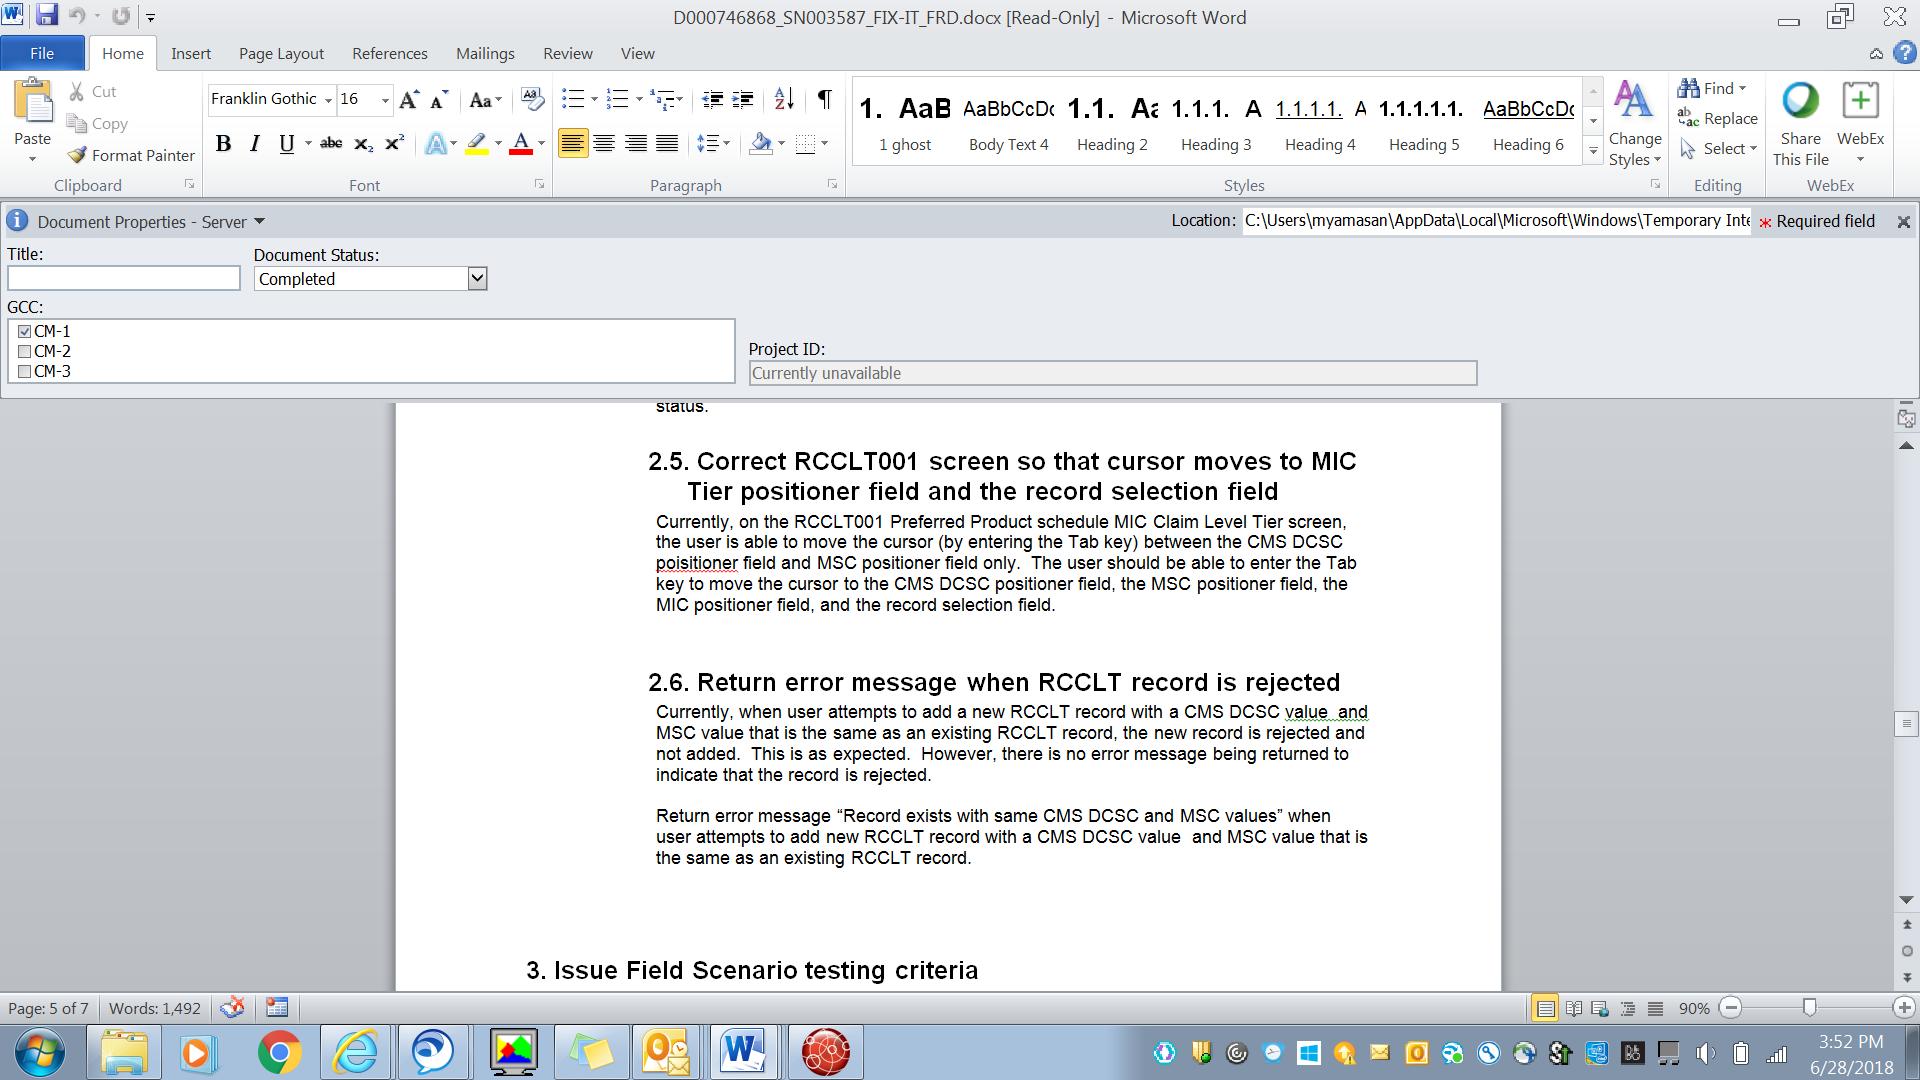 D000746868_SN003587_FIX-IT_FRD.docx [Read-Only] - Microsoft Word
File Home Insert Page Layout References Mailings Review View
Paste
Cut
Copy
Format Painter
Clipboard
Franklin Gothic 16
Font
Paragraph
1. AaB AaBbCcDc 1.1. Aa 1.1.1. A 1.1.1.1. A 1.1.1.1.1. AaBbCcDc
1 ghost Body Text 4 Heading 2 Heading 3 Heading 4 Heading 5 Heading 6
Styles
Change
Styles
Find
Replace
Select
Editing
Share
This File
WebEx
WebEx
Document Properties - Server
Location: C:\Users\myamasan\AppData\Local\Microsoft\Windows\Temporary Inte
* Required field
Title:
Document Status:
Completed
GCC:
CM-1
CM-2
CM-3
Project ID:
Currently unavailable
status.
2.5. Correct RCCLT001 screen so that cursor moves to MIC
Tier positioner field and the record selection field
Currently, on the RCCLT001 Preferred Product schedule MIC Claim Level Tier screen,
the user is able to move the cursor (by entering the Tab key) between the CMS DCSC
poisitioner field and MSC positioner field only.  The user should be able to enter the Tab
key to move the cursor to the CMS DCSC positioner field, the MSC positioner field, the
MIC positioner field, and the record selection field.
2.6. Return error message when RCCLT record is rejected
Currently, when user attempts to add a new RCCLT record with a CMS DCSC value  and
MSC value that is the same as an existing RCCLT record, the new record is rejected and
not added.  This is as expected.  However, there is no error message being returned to
indicate that the record is rejected.
Return error message “Record exists with same CMS DCSC and MSC values” when
user attempts to add new RCCLT record with a CMS DCSC value  and MSC value that is
the same as an existing RCCLT record.
3. Issue Field Scenario testing criteria
Page: 5 of 7 Words: 1,492
90%
3:52 PM
6/28/2018